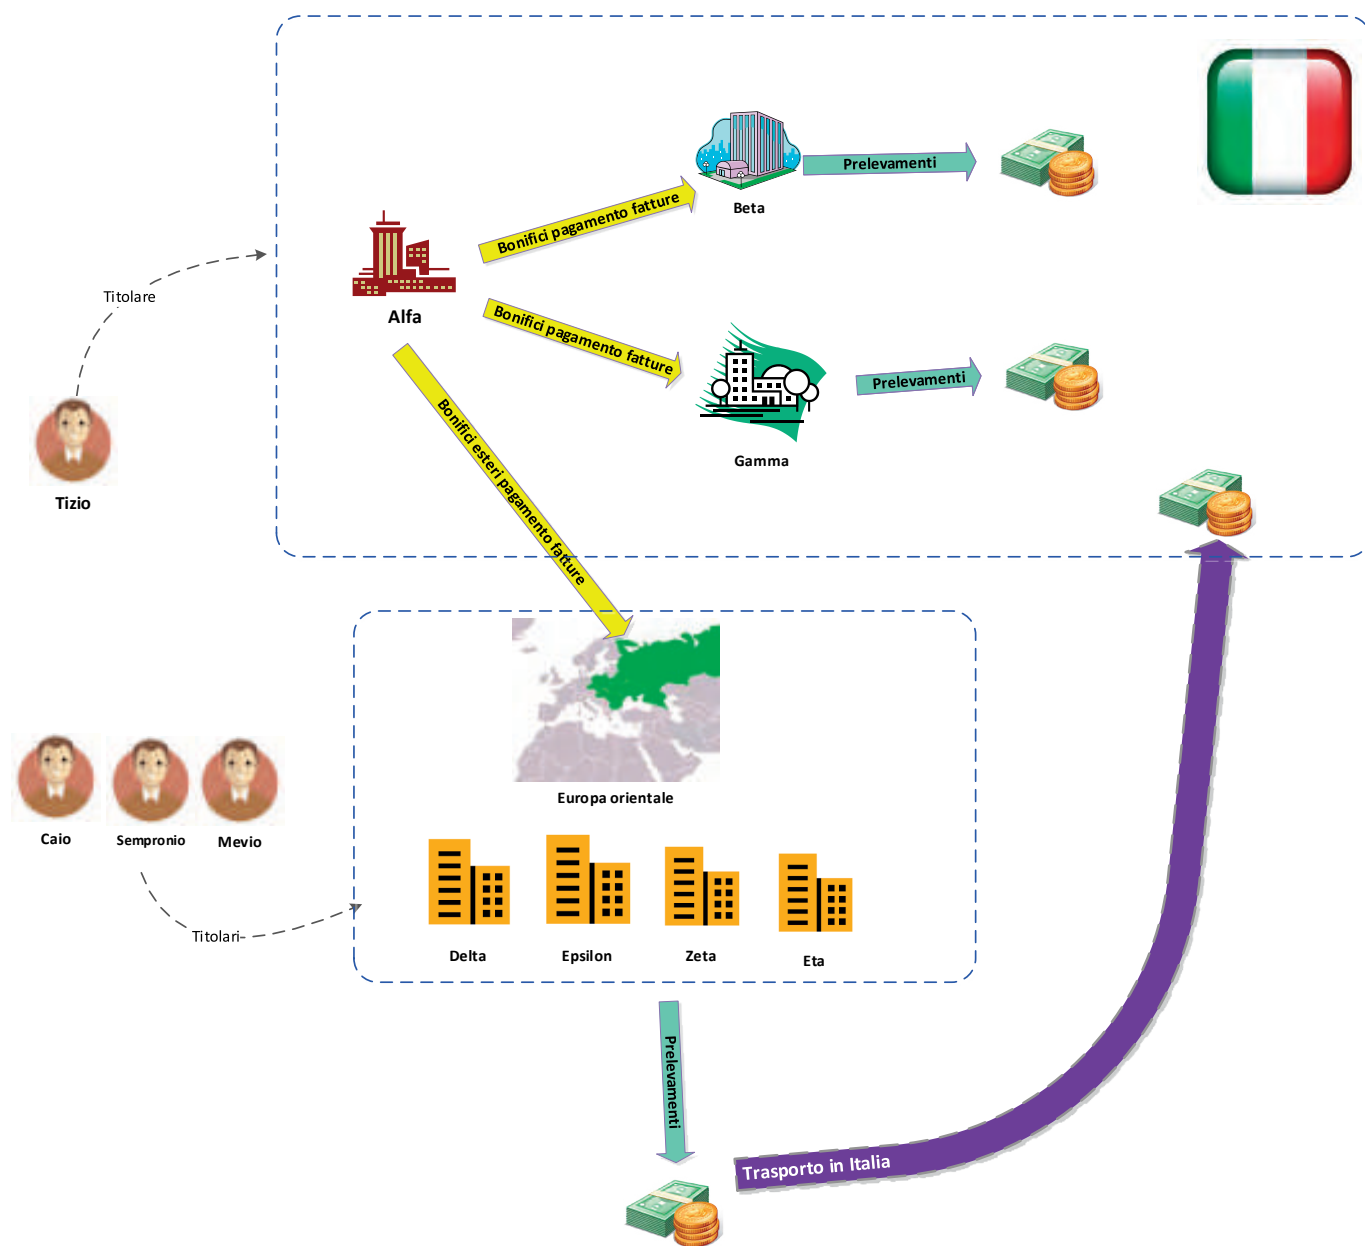 Prelevamenti
Bonifici pagamento fatture
Beta
Titolare
Alfa
Bonifici pagamento fatture
Prelevamenti
Gamma
Tizio
Bonifici esteri pagamento fatture
Europa orientale
Caio
Sempronio
Mevio
Titolari
Delta
Epsilon
Zeta
Eta
Prelevamenti
Trasporto in Italia